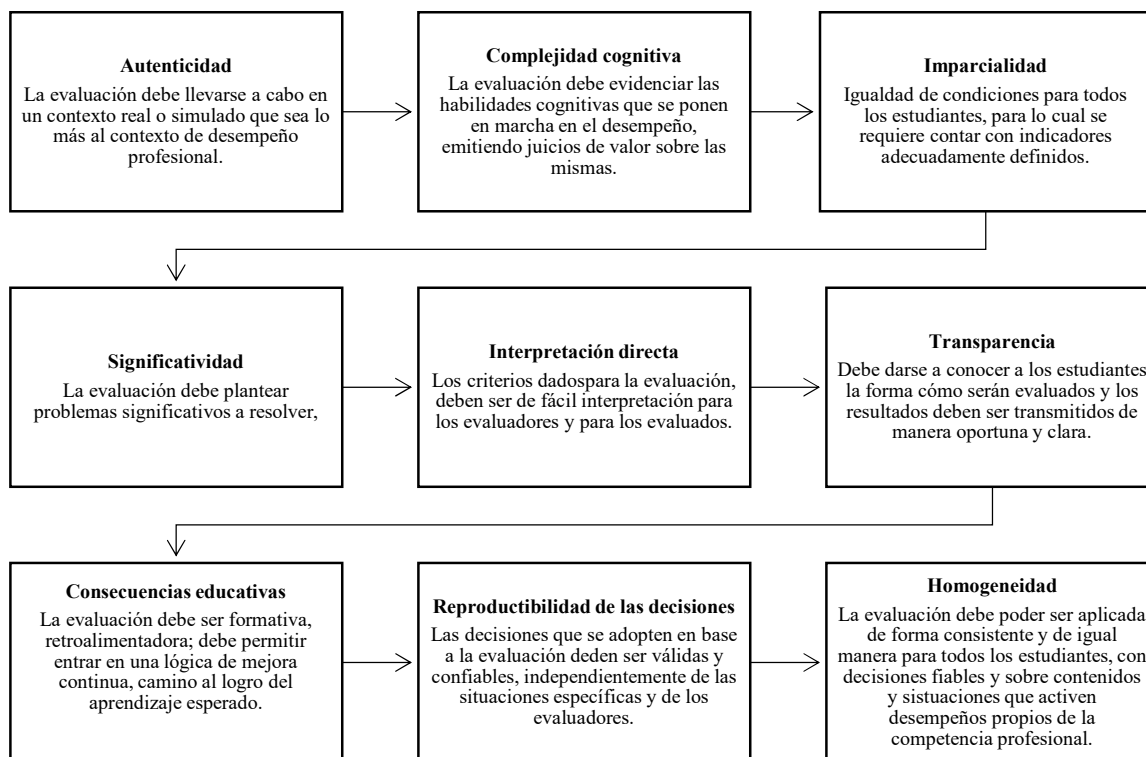 Autenticidad
La evaluación debe llevarse a cabo en
un contexto real o simulado que sea lo
más al contexto de desempeño
profesional.
Complejidad cognitiva
La evaluación debe evidenciar las
habilidades cognitivas que se ponen
en marcha en el desempeño,
emitiendo juicios de valor sobre las
mismas.
Imparcialidad
Igualdad de condiciones para todos
los estudiantes, para lo cual se
requiere contar con indicadores
adecuadamente definidos.
Significatividad
La evaluación debe plantear
problemas significativos a resolver,
Interpretación directa
Los criterios dadospara la evaluación,
deben ser de fácil interpretación para
los evaluadores y para los evaluados.
Transparencia
Debe darse a conocer a los estudiantes
la forma cómo serán evaluados y los
resultados deben ser transmitidos de
manera oportuna y clara.
Consecuencias educativas
La evaluación debe ser formativa,
retroalimentadora; debe permitir
entrar en una lógica de mejora
continua, camino al logro del
aprendizaje esperado.
Reproductibilidad de las decisiones
Las decisiones que se adopten en base
a la evaluación deden ser válidas y
confiables, independientemente de las
situaciones específicas y de los
evaluadores.
Homogeneidad
La evaluación debe poder ser aplicada
de forma consistente y de igual
manera para todos los estudiantes, con
decisiones fiables y sobre contenidos
y sistuaciones que activen
desempeños propios de la
competencia profesional.